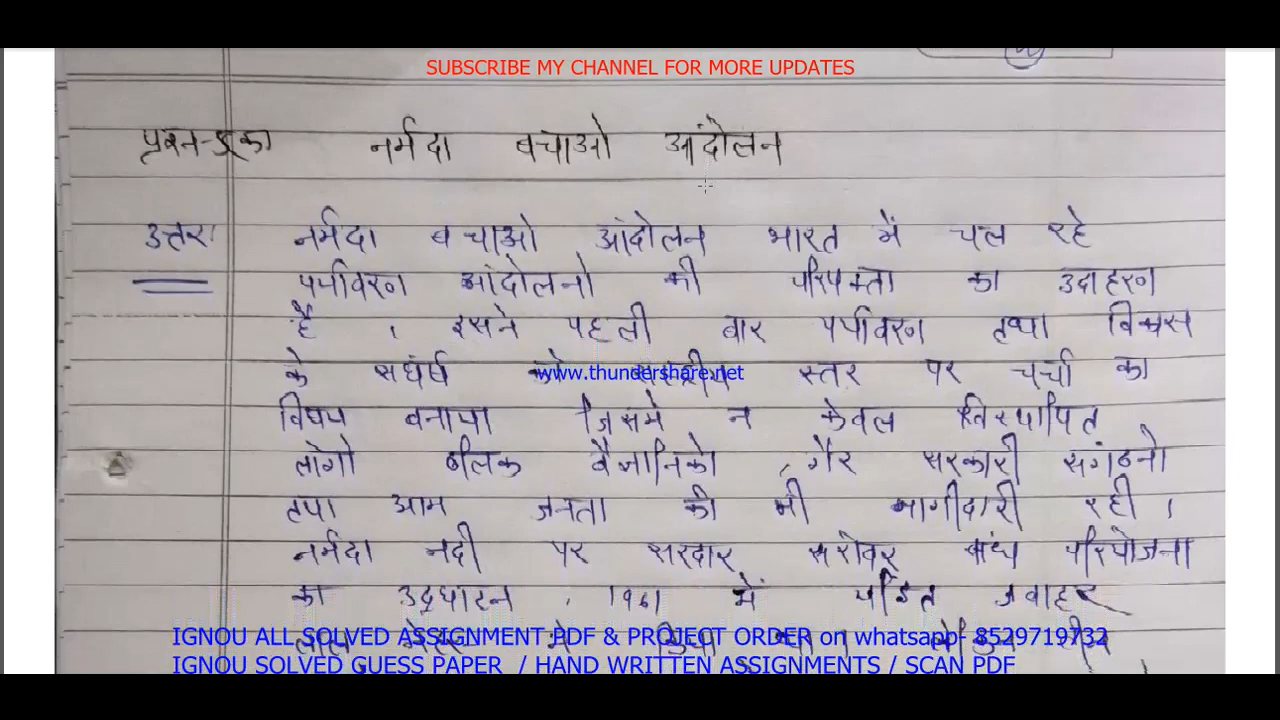 SUBSCRIBE MY CHANNEL FOR MORE UPDATES
नर्मदा बचाओ आंदोलन
उत्तर नर्मदा बचाओ आंदोलन भारत में चल रहे
पर्यावरण आंदोलनो की परिपक्ता का उदाहरण
है । इसने पहली बार पर्यावरण तथा विकास
के संघर्ष को स्तर पर चर्चा का
www.thundershare.net
विषय बनाया जिसमे न केवल विस्थापित
लोगो बल्कि वैज्ञानिको , गैर सरकारी संगठनो
तथा आम जनता की भी भागीदारी रही ।
नर्मदा नदी पर सरदार सरोवर बांध परियोजना
का उद्घाटन , 1961 में पंडित जवाहर
लाल
IGNOU ALL SOLVED ASSIGNMENT PDF & PROJECT ORDER on whatsapp- 8529719732
IGNOU SOLVED GUESS PAPER / HAND WRITTEN ASSIGNMENTS / SCAN PDF